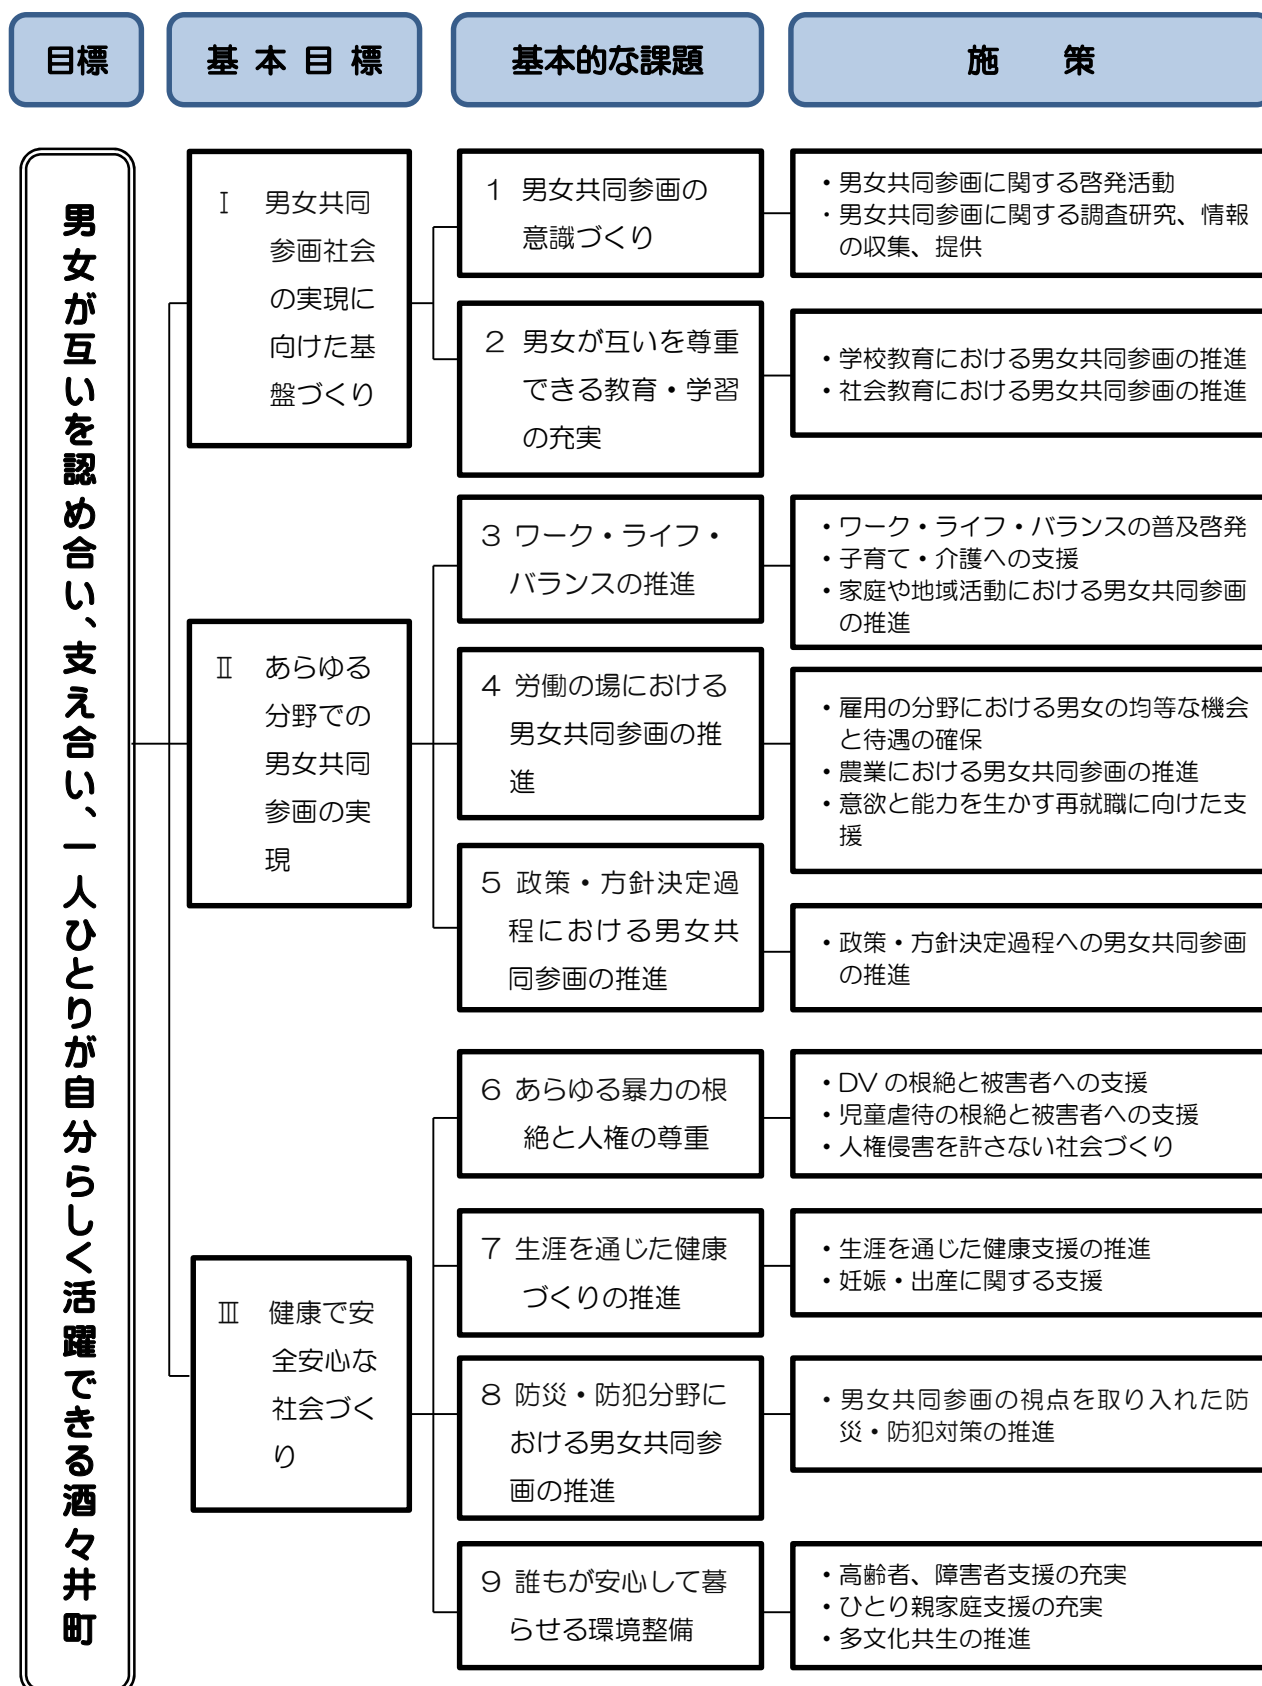 目標
基本目標
基本的な課題
施　策
男女が互いを認め合い、支え合い、一人ひとりが自分らしく活躍できる酒々井町
Ⅰ　男女共同
参画社会
の実現に
向けた基
盤づくり
1 男女共同参画の
意識づくり
・男女共同参画に関する啓発活動
・男女共同参画に関する調査研究、情報
の収集、提供
2 男女が互いを尊重
できる教育・学習
の充実
・学校教育における男女共同参画の推進
・社会教育における男女共同参画の推進
Ⅱ　あらゆる
分野での
男女共同
参画の実
現
3 ワーク・ライフ・
バランスの推進
・ワーク・ライフ・バランスの普及啓発
・子育て・介護への支援
・家庭や地域活動における男女共同参画
の推進
4 労働の場における
男女共同参画の推
進
・雇用の分野における男女の均等な機会
と待遇の確保
・農業における男女共同参画の推進
・意欲と能力を生かす再就職に向けた支
援
5 政策・方針決定過
程における男女共
同参画の推進
・政策・方針決定過程への男女共同参画
の推進
Ⅲ　健康で安
全安心な
社会づく
り
6 あらゆる暴力の根
絶と人権の尊重
・DVの根絶と被害者への支援
・児童虐待の根絶と被害者への支援
・人権侵害を許さない社会づくり
7 生涯を通じた健康
づくりの推進
・生涯を通じた健康支援の推進
・妊娠・出産に関する支援
8 防災・防犯分野に
おける男女共同参
画の推進
・男女共同参画の視点を取り入れた防
災・防犯対策の推進
9 誰もが安心して暮
らせる環境整備
・高齢者、障害者支援の充実
・ひとり親家庭支援の充実
・多文化共生の推進